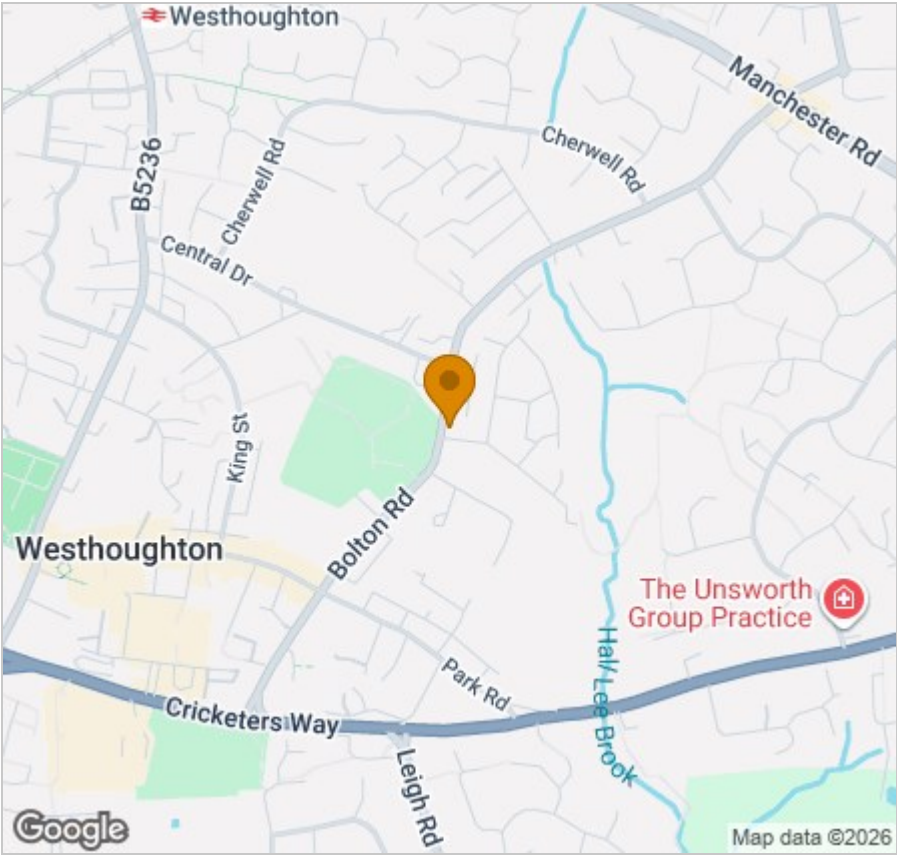 Westhoughton
Manchester Rd
Cherwell Rd
B5236
Cherwell Rd
Central Dr
King St
Bolton Rd
Westhoughton
The Unsworth
Group Practice
Hall Lee Brook
Park Rd
Cricketers Way
Leigh Rd
Google
Map data ©2026